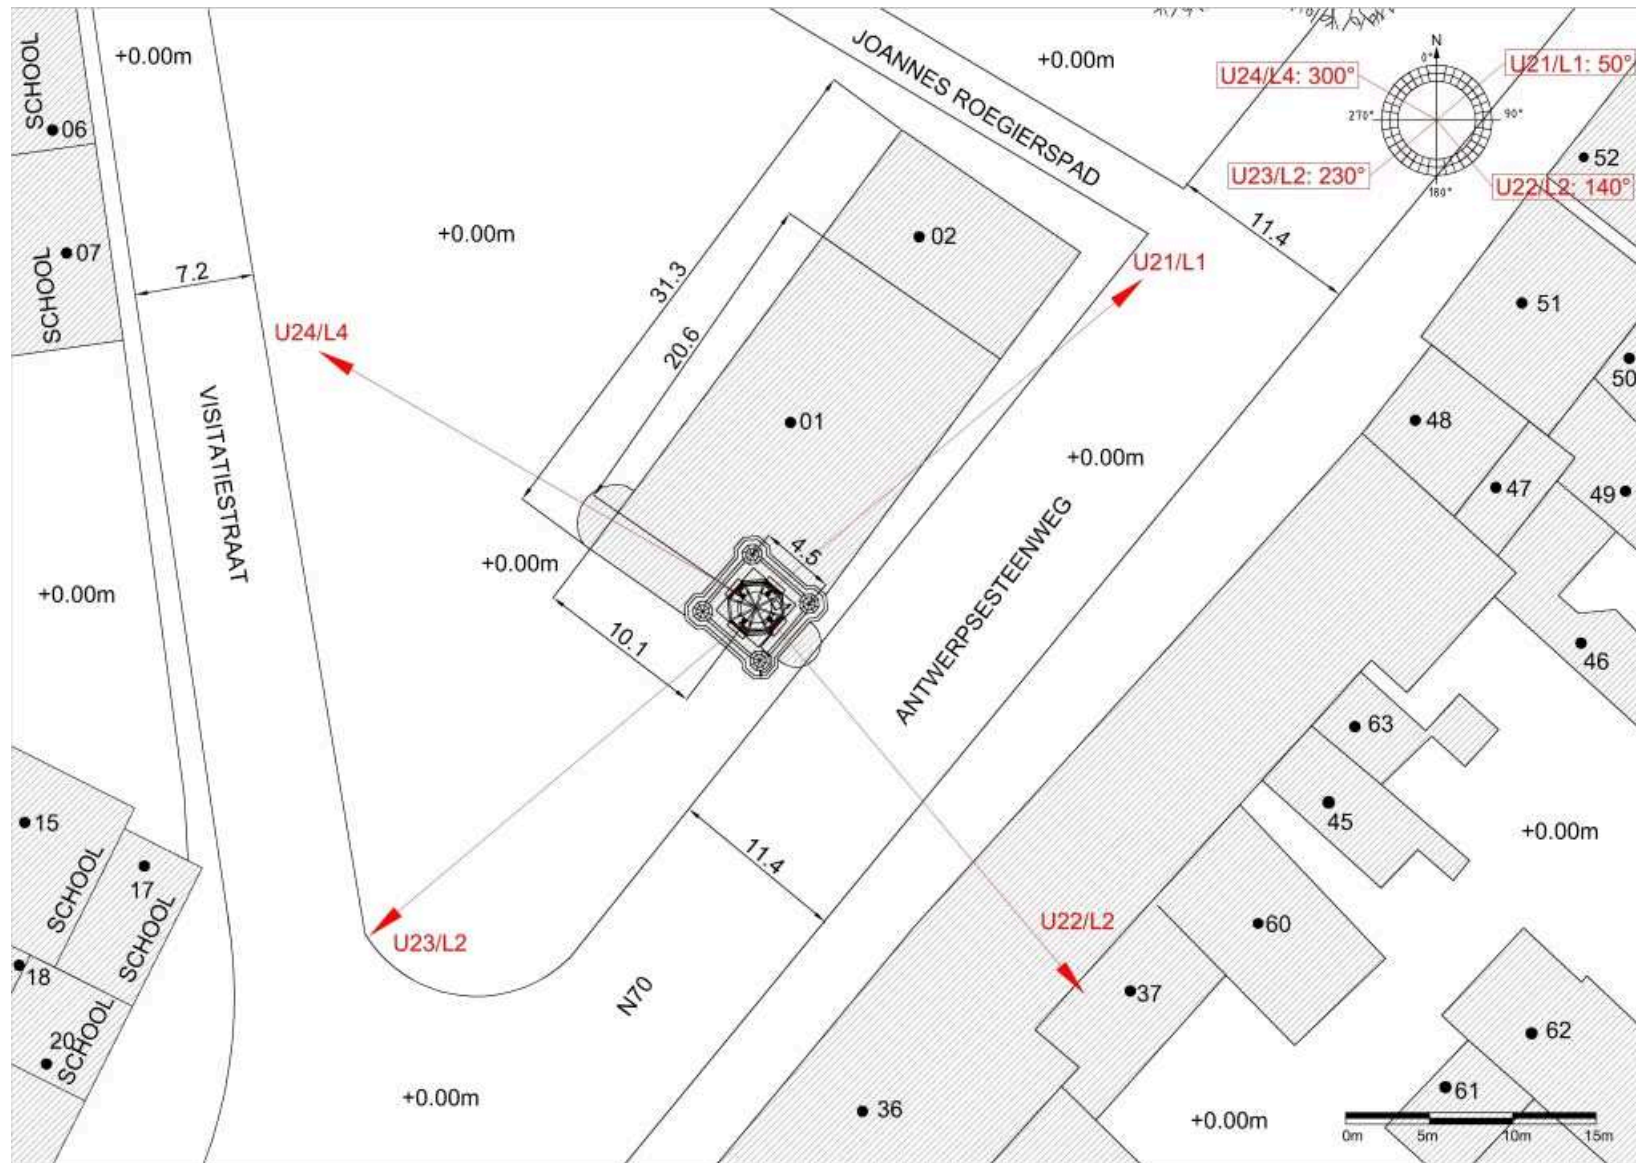 SCHOOL
06
+0.00m
JOANNES ROEGIERSPAD
+0.00m
N
0°
90°
180°
270°
U24/L4: 300°
U21/L1: 50°
U23/L2: 230°
U22/L2: 140°
52
SCHOOL
07
7.2
+0.00m
02
11.4
U21/L1
31.3
20.6
51
50
U24/L4
VISITATIESTRAAT
01
48
+0.00m
47
49
+0.00m
+0.00m
4.5
10.1
ANTWERPSESTEENWEG
46
63
45
+0.00m
15
SCHOOL
17
SCHOOL
11.4
U23/L2
U22/L2
60
18
20
SCHOOL
N70
37
62
61
+0.00m
36
+0.00m
0m
5m
10m
15m